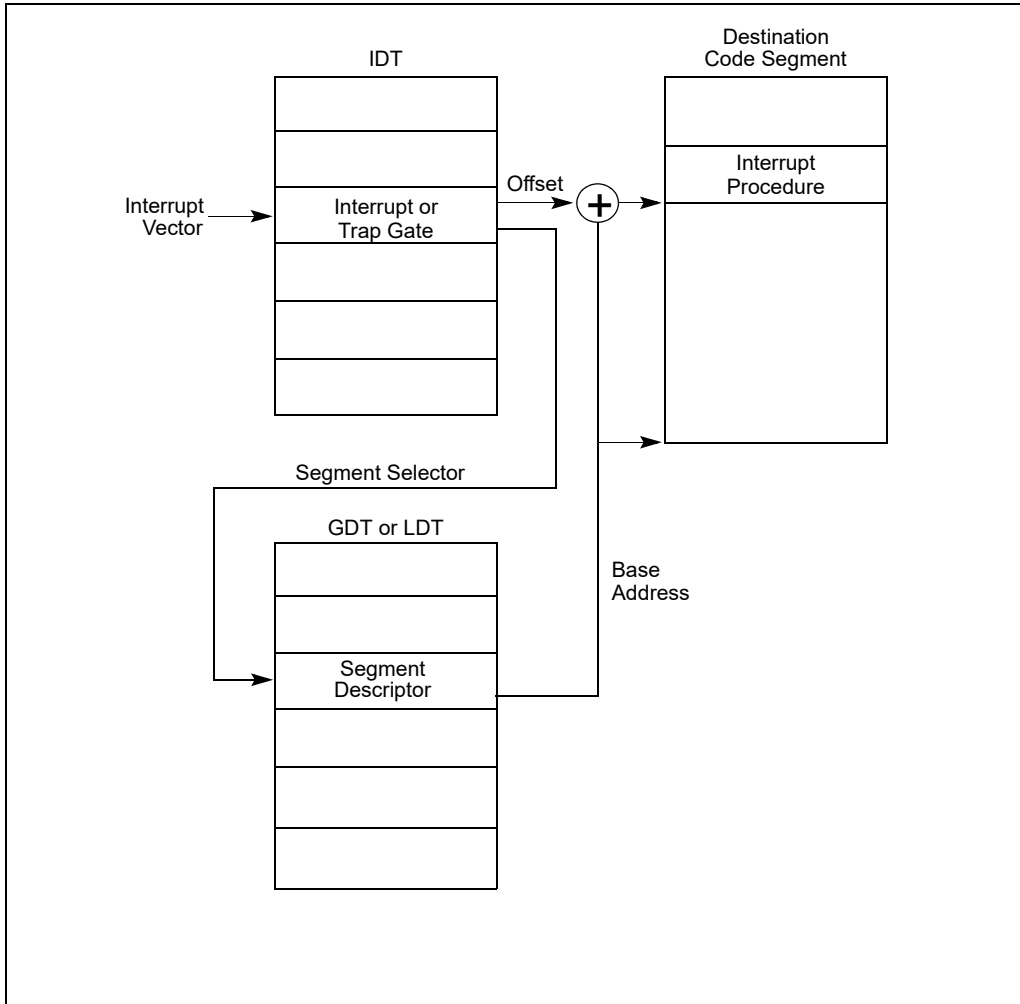 IDT
Destination
Code Segment
Interrupt
Vector
Interrupt or
Trap Gate
Offset
+
Interrupt
Procedure
Segment Selector
GDT or LDT
Base
Address
Segment
Descriptor